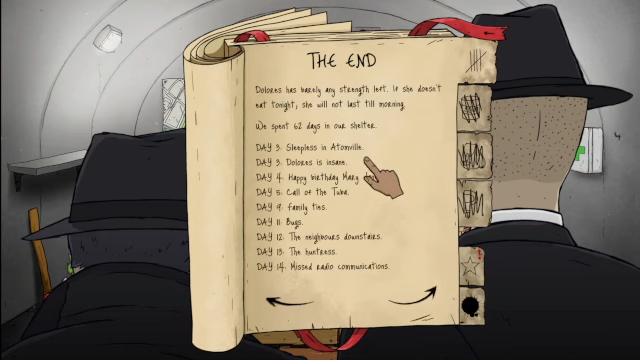 THE END
Dolores has barely any strength left. If she doesn't
eat tonight, she will not last till morning.
We spent 62 days in our shelter.
DAY 3: Sleepless in Atomville.
DAY 3: Dolores is insane.
DAY 4: Happy birthday Mary
DAY 5: Call of the Tuba.
DAY 9: Family ties.
DAY 11: Bugs.
DAY 12: The neighbours downstairs.
DAY 13: The huntress.
DAY 14: Missed radio communications.